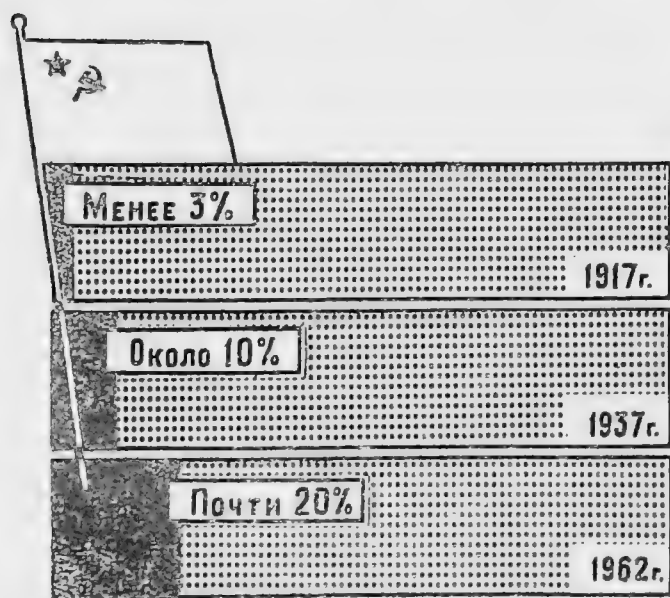 Менее 3%
1917г.
Около 10%
1937г.
Почти 20%
1962г.